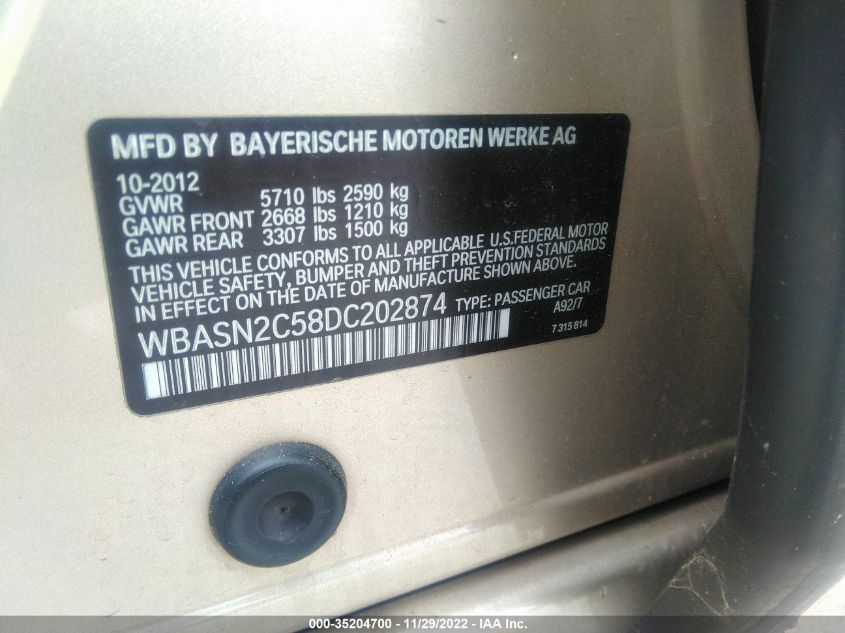 MFD BY BAYERISCHE MOTOREN WERKE AG
10-2012
GVWR 5710 lbs 2590 kg
GAWR FRONT 2668 lbs 1210 kg
GAWR REAR 3307 lbs 1500 kg
THIS VEHICLE CONFORMS TO ALL APPLICABLE U.S.FEDERAL MOTOR
VEHICLE SAFETY, BUMPER AND THEFT PREVENTION STANDARDS
IN EFFECT ON THE DATE OF MANUFACTURE SHOWN ABOVE.
WBASN2C58DC202874 TYPE: PASSENGER CAR
A92/7
7 315 814
000-35204700 - 11/29/2022 - IAA Inc.